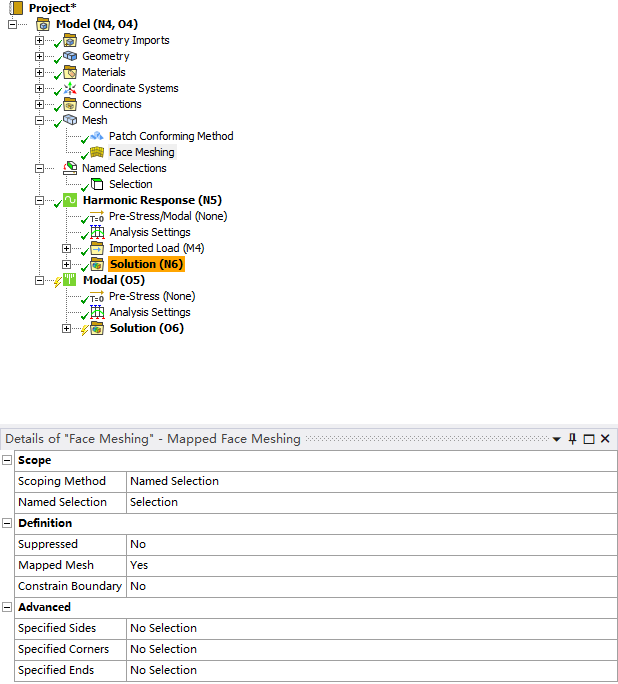 Project*
Model (N4, O4)
Geometry Imports
Geometry
Materials
Coordinate Systems
Connections
Mesh
Patch Conforming Method
Face Meshing
Named Selections
Selection
Harmonic Response (N5)
T=0 Pre-Stress/Modal (None)
Analysis Settings
Imported Load (M4)
Solution (N6)
Modal (O5)
T=0 Pre-Stress (None)
Analysis Settings
Solution (O6)
Details of "Face Meshing" - Mapped Face Meshing
Scope
Scoping Method Named Selection
Named Selection Selection
Definition
Suppressed No
Mapped Mesh Yes
Constrain Boundary No
Advanced
Specified Sides No Selection
Specified Corners No Selection
Specified Ends No Selection